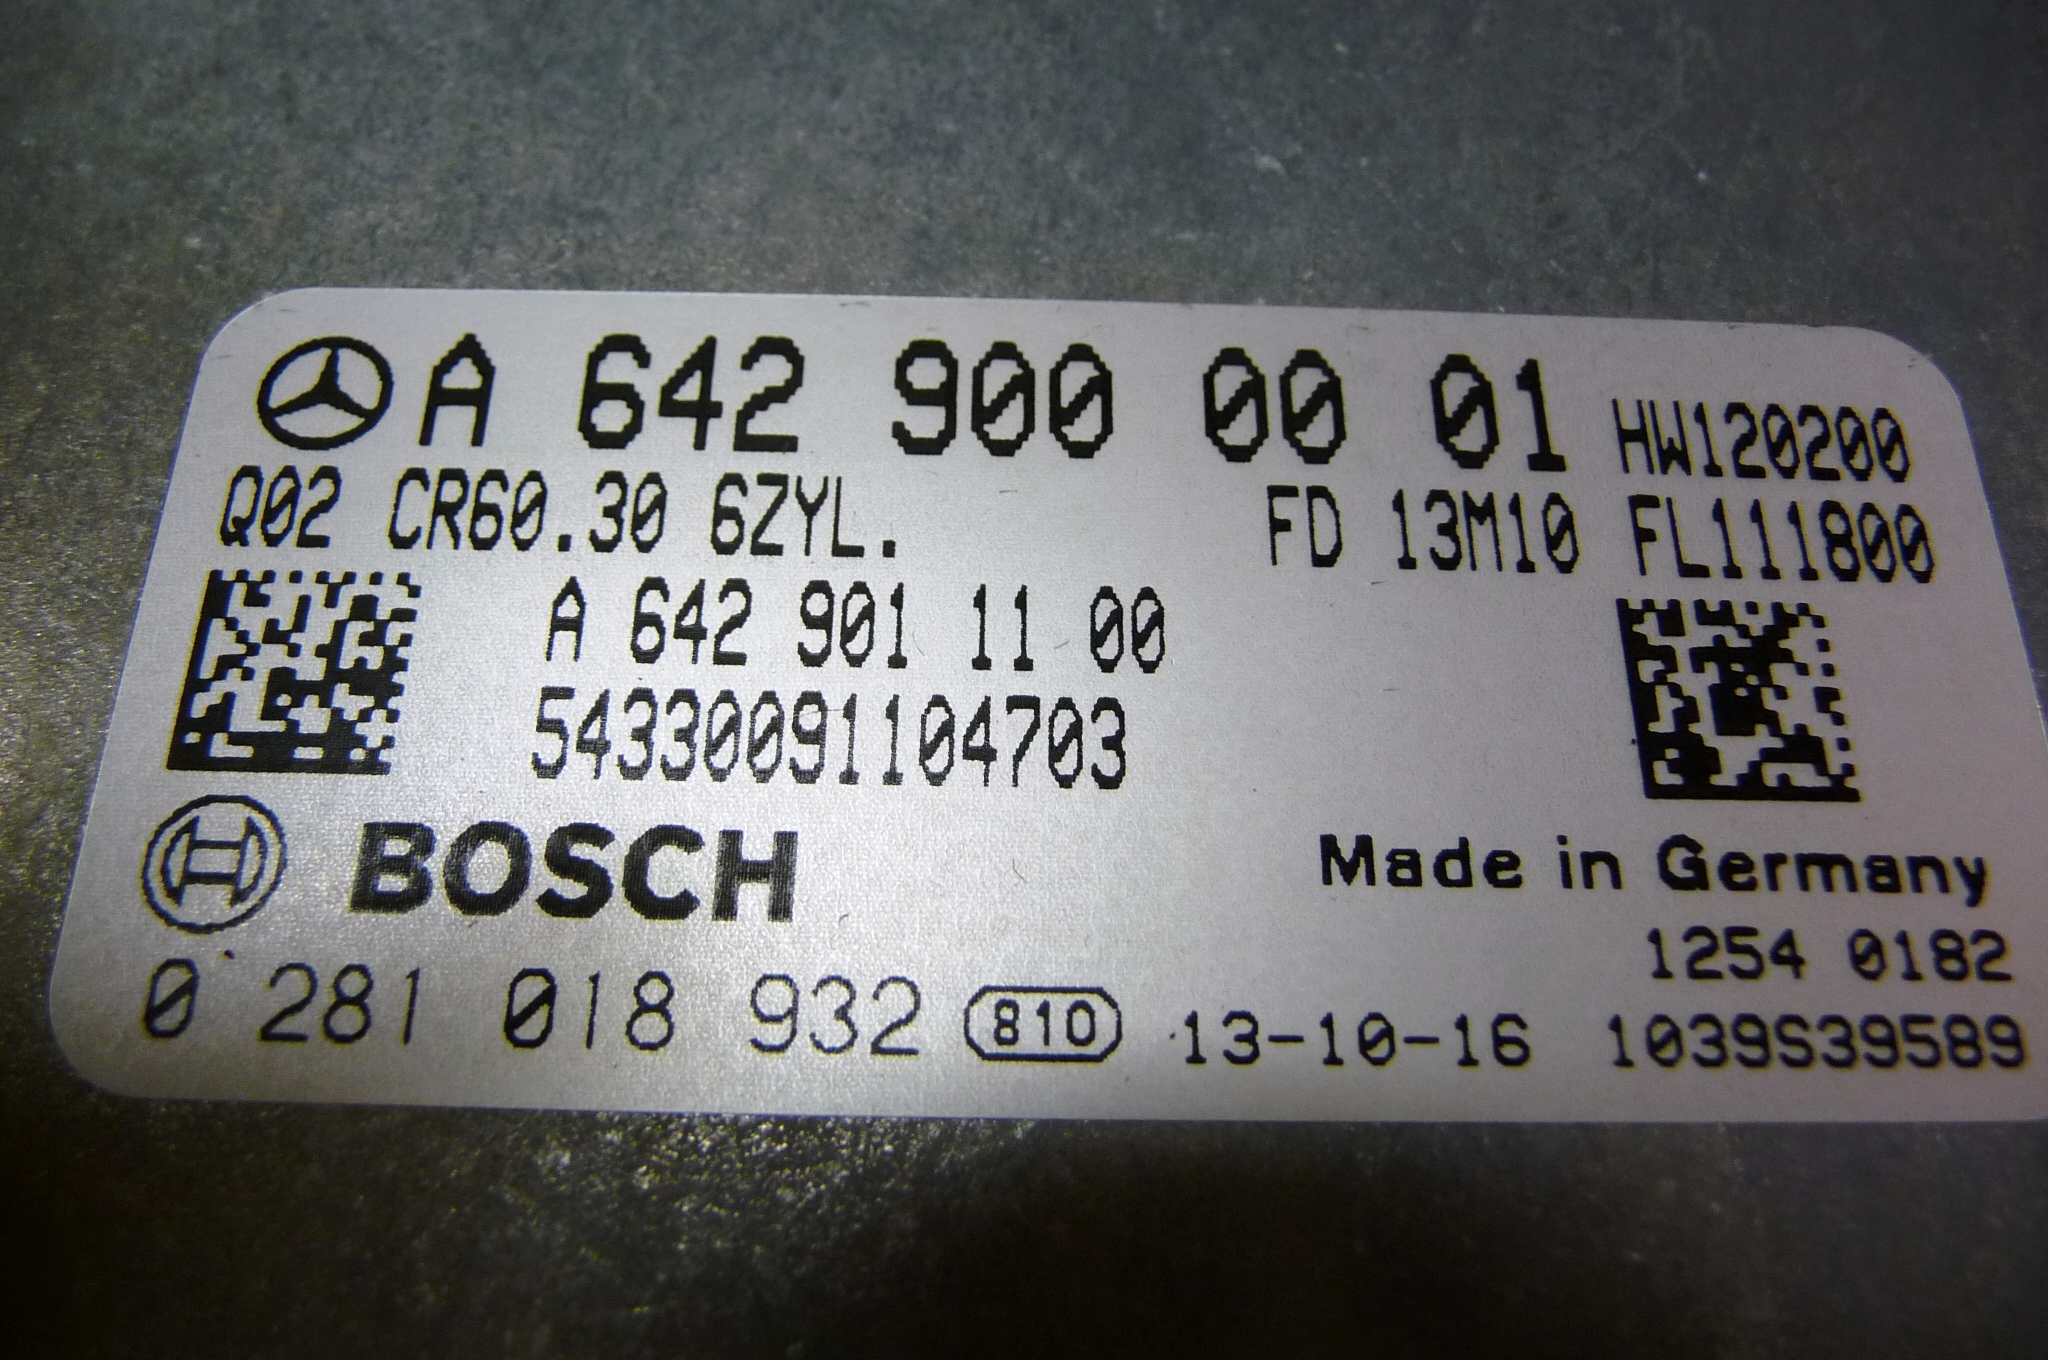 A 642 900 00 01 HW120200
Q02 CR60.30 6ZYL. FD 13M10 FL111800
A 642 901 11 00
54330091104703
BOSCH Made in Germany
1254 0182
0 281 018 932 810 13-10-16 1039S39589